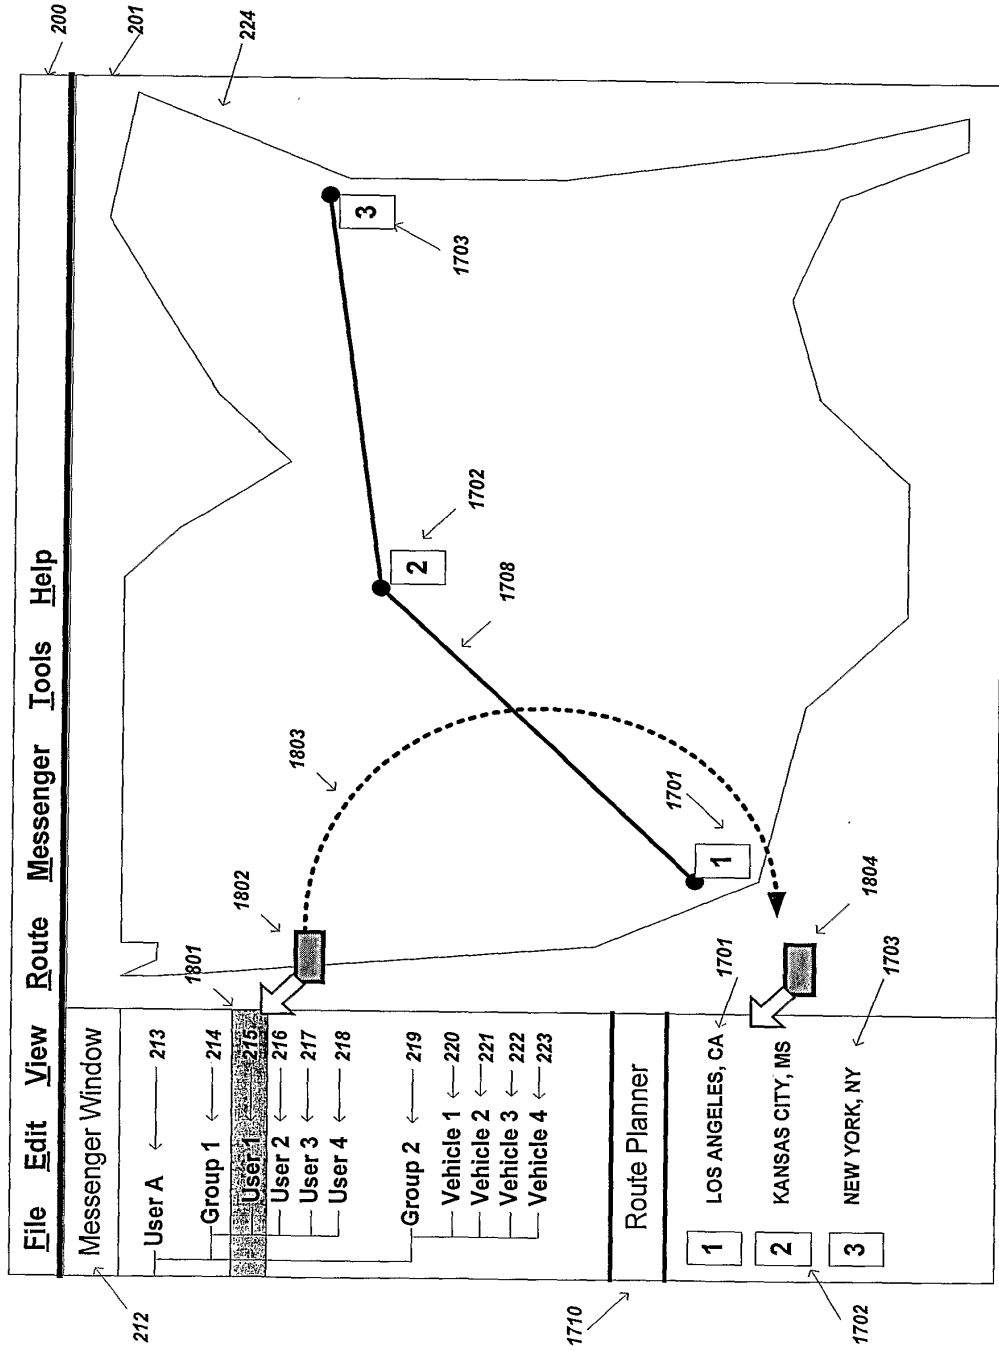 200
201
224
File Edit View Route Messenger Tools Help
Messenger Window
212
User A 213
Group 1 214
User 1 215
User 2 216
User 3 217
User 4 218
Group 2 219
Vehicle 1 220
Vehicle 2 221
Vehicle 3 222
Vehicle 4 223
1801
1802
1803
3
1703
2
1702
1708
1701
1
1804
Route Planner
1710
1 LOS ANGELES, CA 1701
2 KANSAS CITY, MS
1702
3 NEW YORK, NY 1703